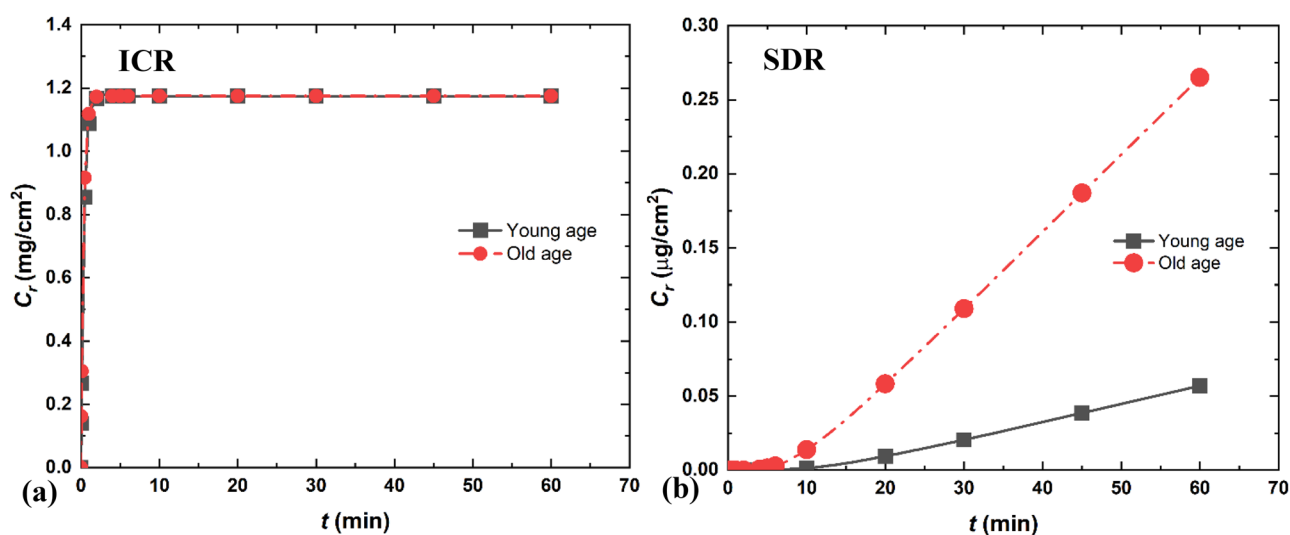 ICR
1.4
1.2
1.0
0.8
0.6
0.4
0.2
0.0
Cr (mg/cm2)
Young age
Old age
0 10 20 30 40 50 60 70
t (min)
(a)
SDR
0.30
0.25
0.20
0.15
0.10
0.05
0.00
Cr (μg/cm2)
Young age
Old age
0 10 20 30 40 50 60 70
t (min)
(b)